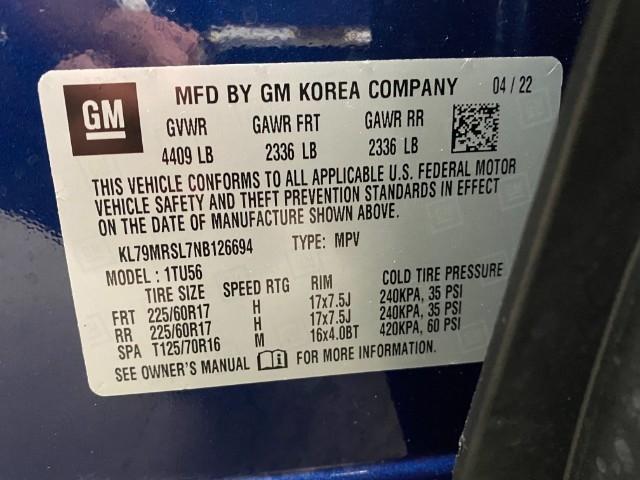 GM
MFD BY GM KOREA COMPANY 04 / 22
GVWR GAWR FRT GAWR RR
4409 LB 2336 LB 2336 LB
THIS VEHICLE CONFORMS TO ALL APPLICABLE U.S. FEDERAL MOTOR
VEHICLE SAFETY AND THEFT PREVENTION STANDARDS IN EFFECT
ON THE DATE OF MANUFACTURE SHOWN ABOVE.
KL79MRSL7NB126694 TYPE: MPV
MODEL : 1TU56
TIRE SIZE SPEED RTG RIM COLD TIRE PRESSURE
FRT 225/60R17 H 17x7.5J 240KPA, 35 PSI
RR 225/60R17 H 17x7.5J 240KPA, 35 PSI
SPA T125/70R16 M 16x4.0BT 420KPA, 60 PSI
SEE OWNER'S MANUAL FOR MORE INFORMATION.